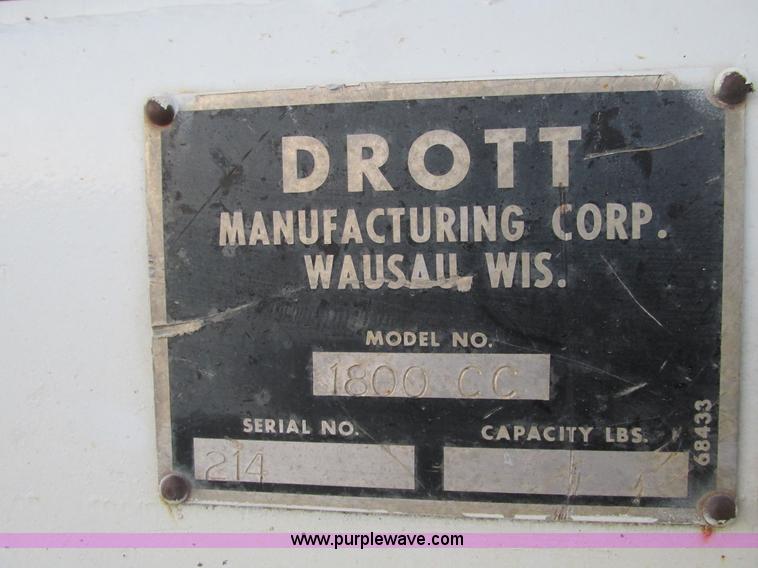 DROTT
MANUFACTURING CORP.
WAUSAU, WIS.
MODEL NO.
1800 CC
SERIAL NO.
214
CAPACITY LBS.
68433
www.purplewave.com